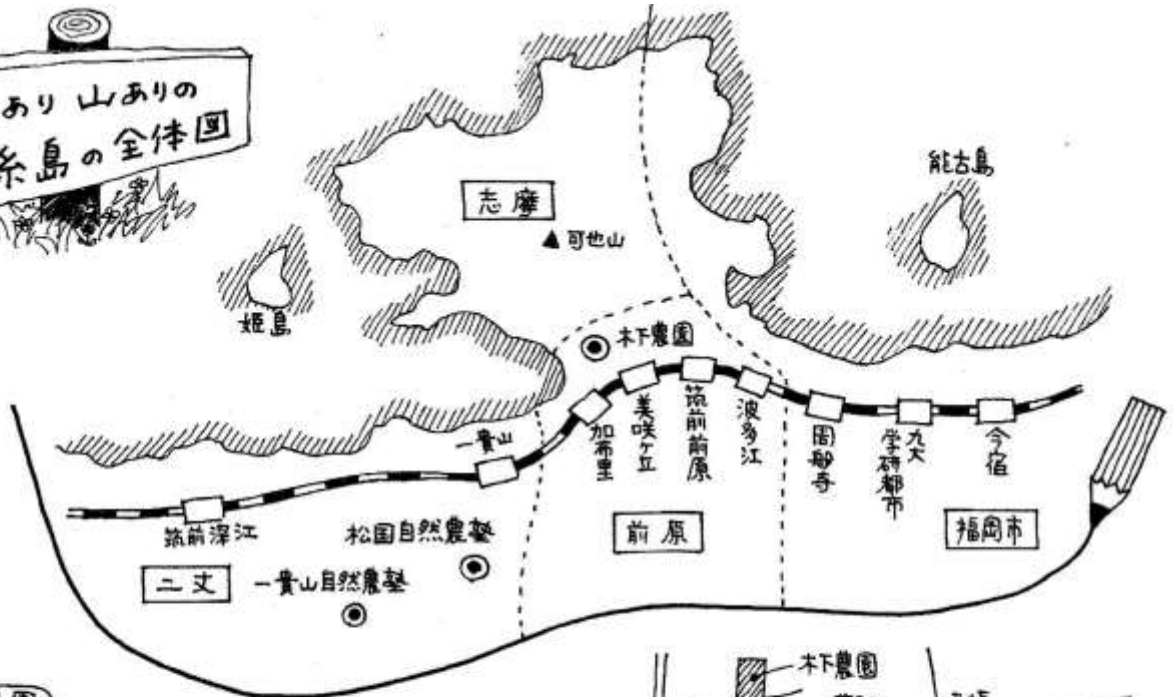 あり 山ありの
糸島の全体図
能古島
志摩
可也山
姫島
木下農園
一貴山
加布里
美咲ヶ丘
筑前前原
波多江
周船寺
九大
学研都市
今宿
筑前深江
松国自然農塾
前原
福岡市
二丈
一貴山自然農塾
木下農園